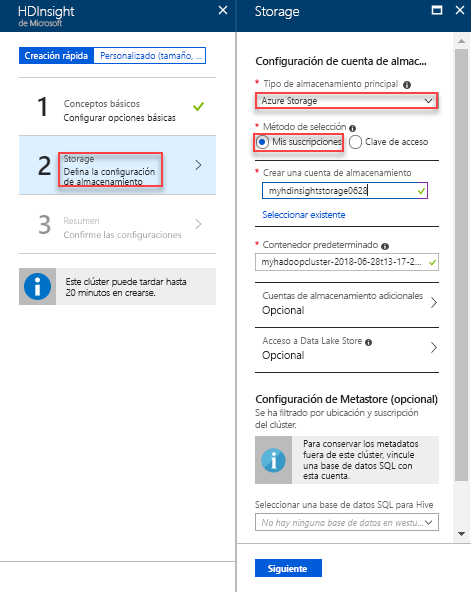 HDInsight
de Microsoft
Creación rápida
Personalizado (tamaño, ...
1
Conceptos básicos
Configurar opciones básicas
2
Storage
Defina la configuración
de almacenamiento
3
Resumen
Confirme las configuraciones
Este clúster puede tardar hasta
20 minutos en crearse.
Storage
Configuración de cuenta de almac...
* Tipo de almacenamiento principal
Azure Storage
* Método de selección
Mis suscripciones
Clave de acceso
* Crear una cuenta de almacenamiento
myhdinsightstorage0628
Seleccionar existente
* Contenedor predeterminado
myhadoopcluster-2018-06-28t13-17-2...
Cuentas de almacenamiento adicionales
Opcional
Acceso a Data Lake Store
Opcional
Configuración de Metastore (opcional)
Se ha filtrado por ubicación y suscripción
del clúster.
Para conservar los metadatos
fuera de este clúster, vincule
una base de datos SQL con
esta cuenta.
Seleccionar una base de datos SQL para Hive
No hay ninguna base de datos en westu...
Siguiente